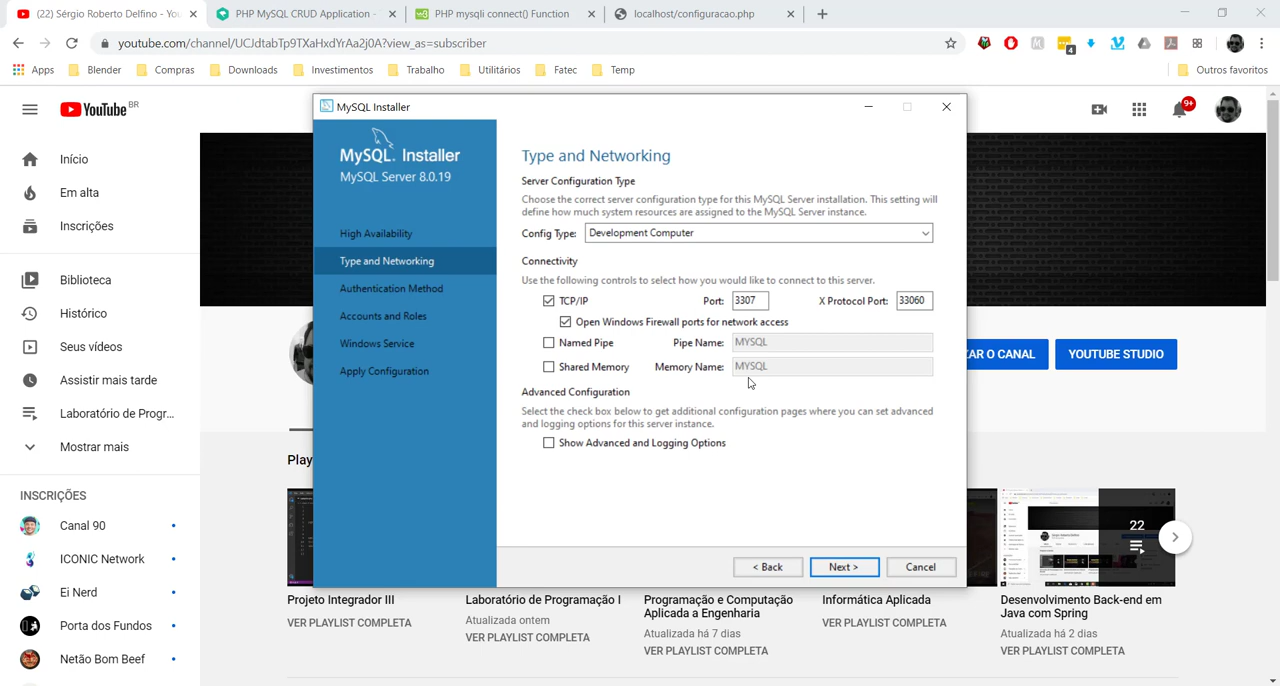 (22) Sérgio Roberto Delfino - You
PHP MySQL CRUD Application -
PHP mysqli connect() Function
localhost/configuracao.php
youtube.com/channel/UCJdtabTp9TXaHxdYrAa2j0A?view_as=subscriber
4
Apps
Blender
Compras
Downloads
Investimentos
Trabalho
Utilitários
Fatec
Temp
Outros favoritos
YouTube BR
9+
Início
Em alta
Inscrições
Biblioteca
Histórico
Seus vídeos
Assistir mais tarde
Laboratório de Progr...
Mostrar mais
INSCRIÇÕES
Canal 90
ICONIC Network
Ei Nerd
Porta dos Fundos
Netão Bom Beef
MySQL Installer
MySQL. Installer
MySQL Server 8.0.19
High Availability
Type and Networking
Authentication Method
Accounts and Roles
Windows Service
Apply Configuration
Type and Networking
Server Configuration Type
Choose the correct server configuration type for this MySQL Server installation. This setting will
define how much system resources are assigned to the MySQL Server instance.
Config Type: Development Computer
Connectivity
Use the following controls to select how you would like to connect to this server.
TCP/IP Port: 3307 X Protocol Port: 33060
Open Windows Firewall ports for network access
Named Pipe Pipe Name: MYSQL
Shared Memory Memory Name: MYSQL
Advanced Configuration
Select the check box below to get additional configuration pages where you can set advanced
and logging options for this server instance.
Show Advanced and Logging Options
< Back
Next >
Cancel
ZAR O CANAL
YOUTUBE STUDIO
Play
22
Projeto Integrador III
VER PLAYLIST COMPLETA
Laboratório de Programação I
Atualizada ontem
VER PLAYLIST COMPLETA
Programação e Computação
Aplicada a Engenharia
Atualizada há 7 dias
VER PLAYLIST COMPLETA
Informática Aplicada
VER PLAYLIST COMPLETA
Desenvolvimento Back-end em
Java com Spring
Atualizada há 2 dias
VER PLAYLIST COMPLETA